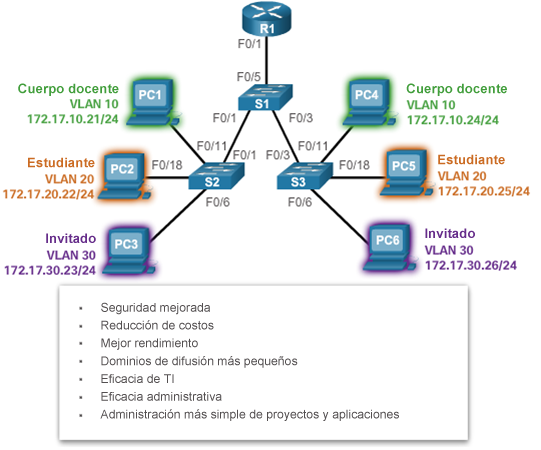 R1
F0/1
F0/5
S1
F0/1
F0/3
Cuerpo docente
VLAN 10
172.17.10.21/24
PC1
F0/11
F0/1
Estudiante
VLAN 20
172.17.20.22/24
PC2
F0/18
S2
F0/6
Invitado
VLAN 30
172.17.30.23/24
PC3
PC4
Cuerpo docente
VLAN 10
172.17.10.24/24
F0/11
F0/3
F0/18
S3
PC5
Estudiante
VLAN 20
172.17.20.25/24
F0/6
PC6
Invitado
VLAN 30
172.17.30.26/24
▪ Seguridad mejorada
▪ Reducción de costos
▪ Mejor rendimiento
▪ Dominios de difusión más pequeños
▪ Eficacia de TI
▪ Eficacia administrativa
▪ Administración más simple de proyectos y aplicaciones